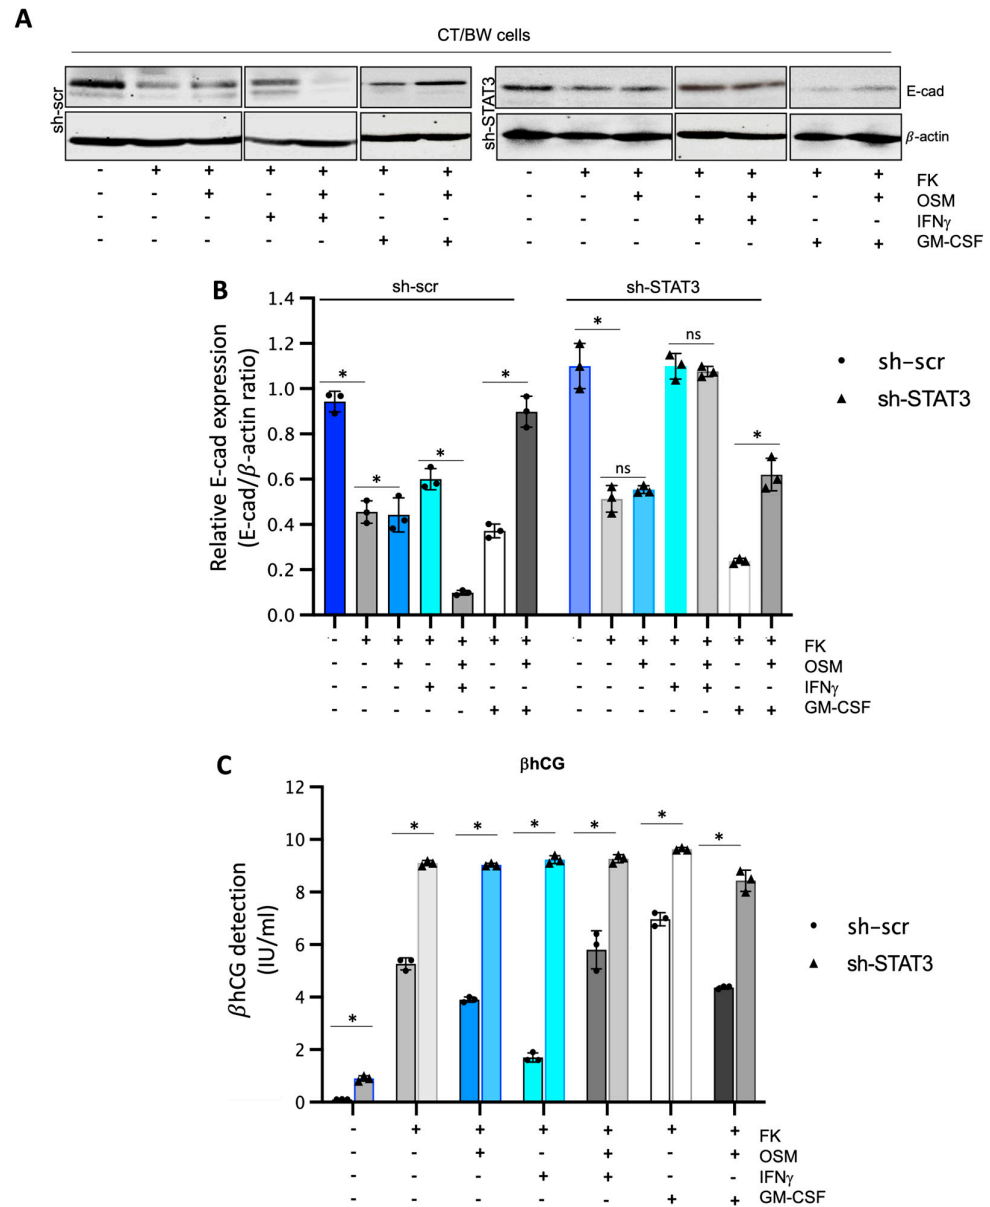 A
CT/BW cells
sh-scr
sh-STAT3
E-cad
β-actin
- + + + + + + - + + + + + + FK
- - + - + - + - - + - + - + OSM
- - - + + - - - - - + + - - IFNγ
- - - - - + + - - - - - + + GM-CSF
B
sh-scr
sh-STAT3
Relative E-cad expression
(E-cad/β-actin ratio)
1.4
1.2
1.0
0.8
0.6
0.4
0.2
0.0
* * * * * ns ns *
sh-scr
sh-STAT3
- + + + + + + - + + + + + + FK
- - + - + - + - - + - + - + OSM
- - - + + - - - - - + + - - IFNγ
- - - - - + + - - - - - + + GM-CSF
C
βhCG
βhCG detection
(IU/ml)
12
10
8
6
4
2
0
* * * * * * *
sh-scr
sh-STAT3
- + + + + + + FK
- - + - + - + OSM
- - - + + - - IFNγ
- - - - - + + GM-CSF